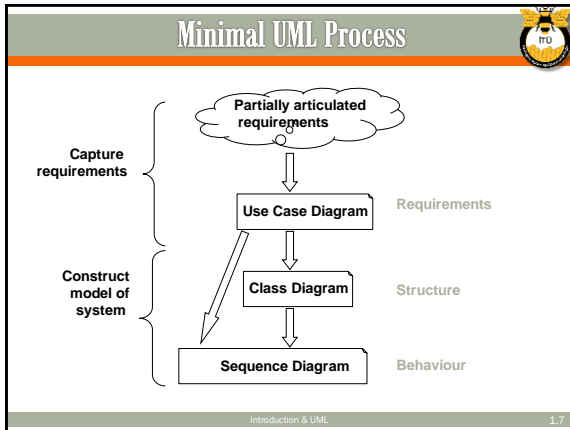 Minimal UML Process
İTÜ
Partially articulated
requirements
Capture
requirements
Use Case Diagram
Requirements
Construct
model of
system
Class Diagram
Structure
Sequence Diagram
Behaviour
Introduction & UML
1.7